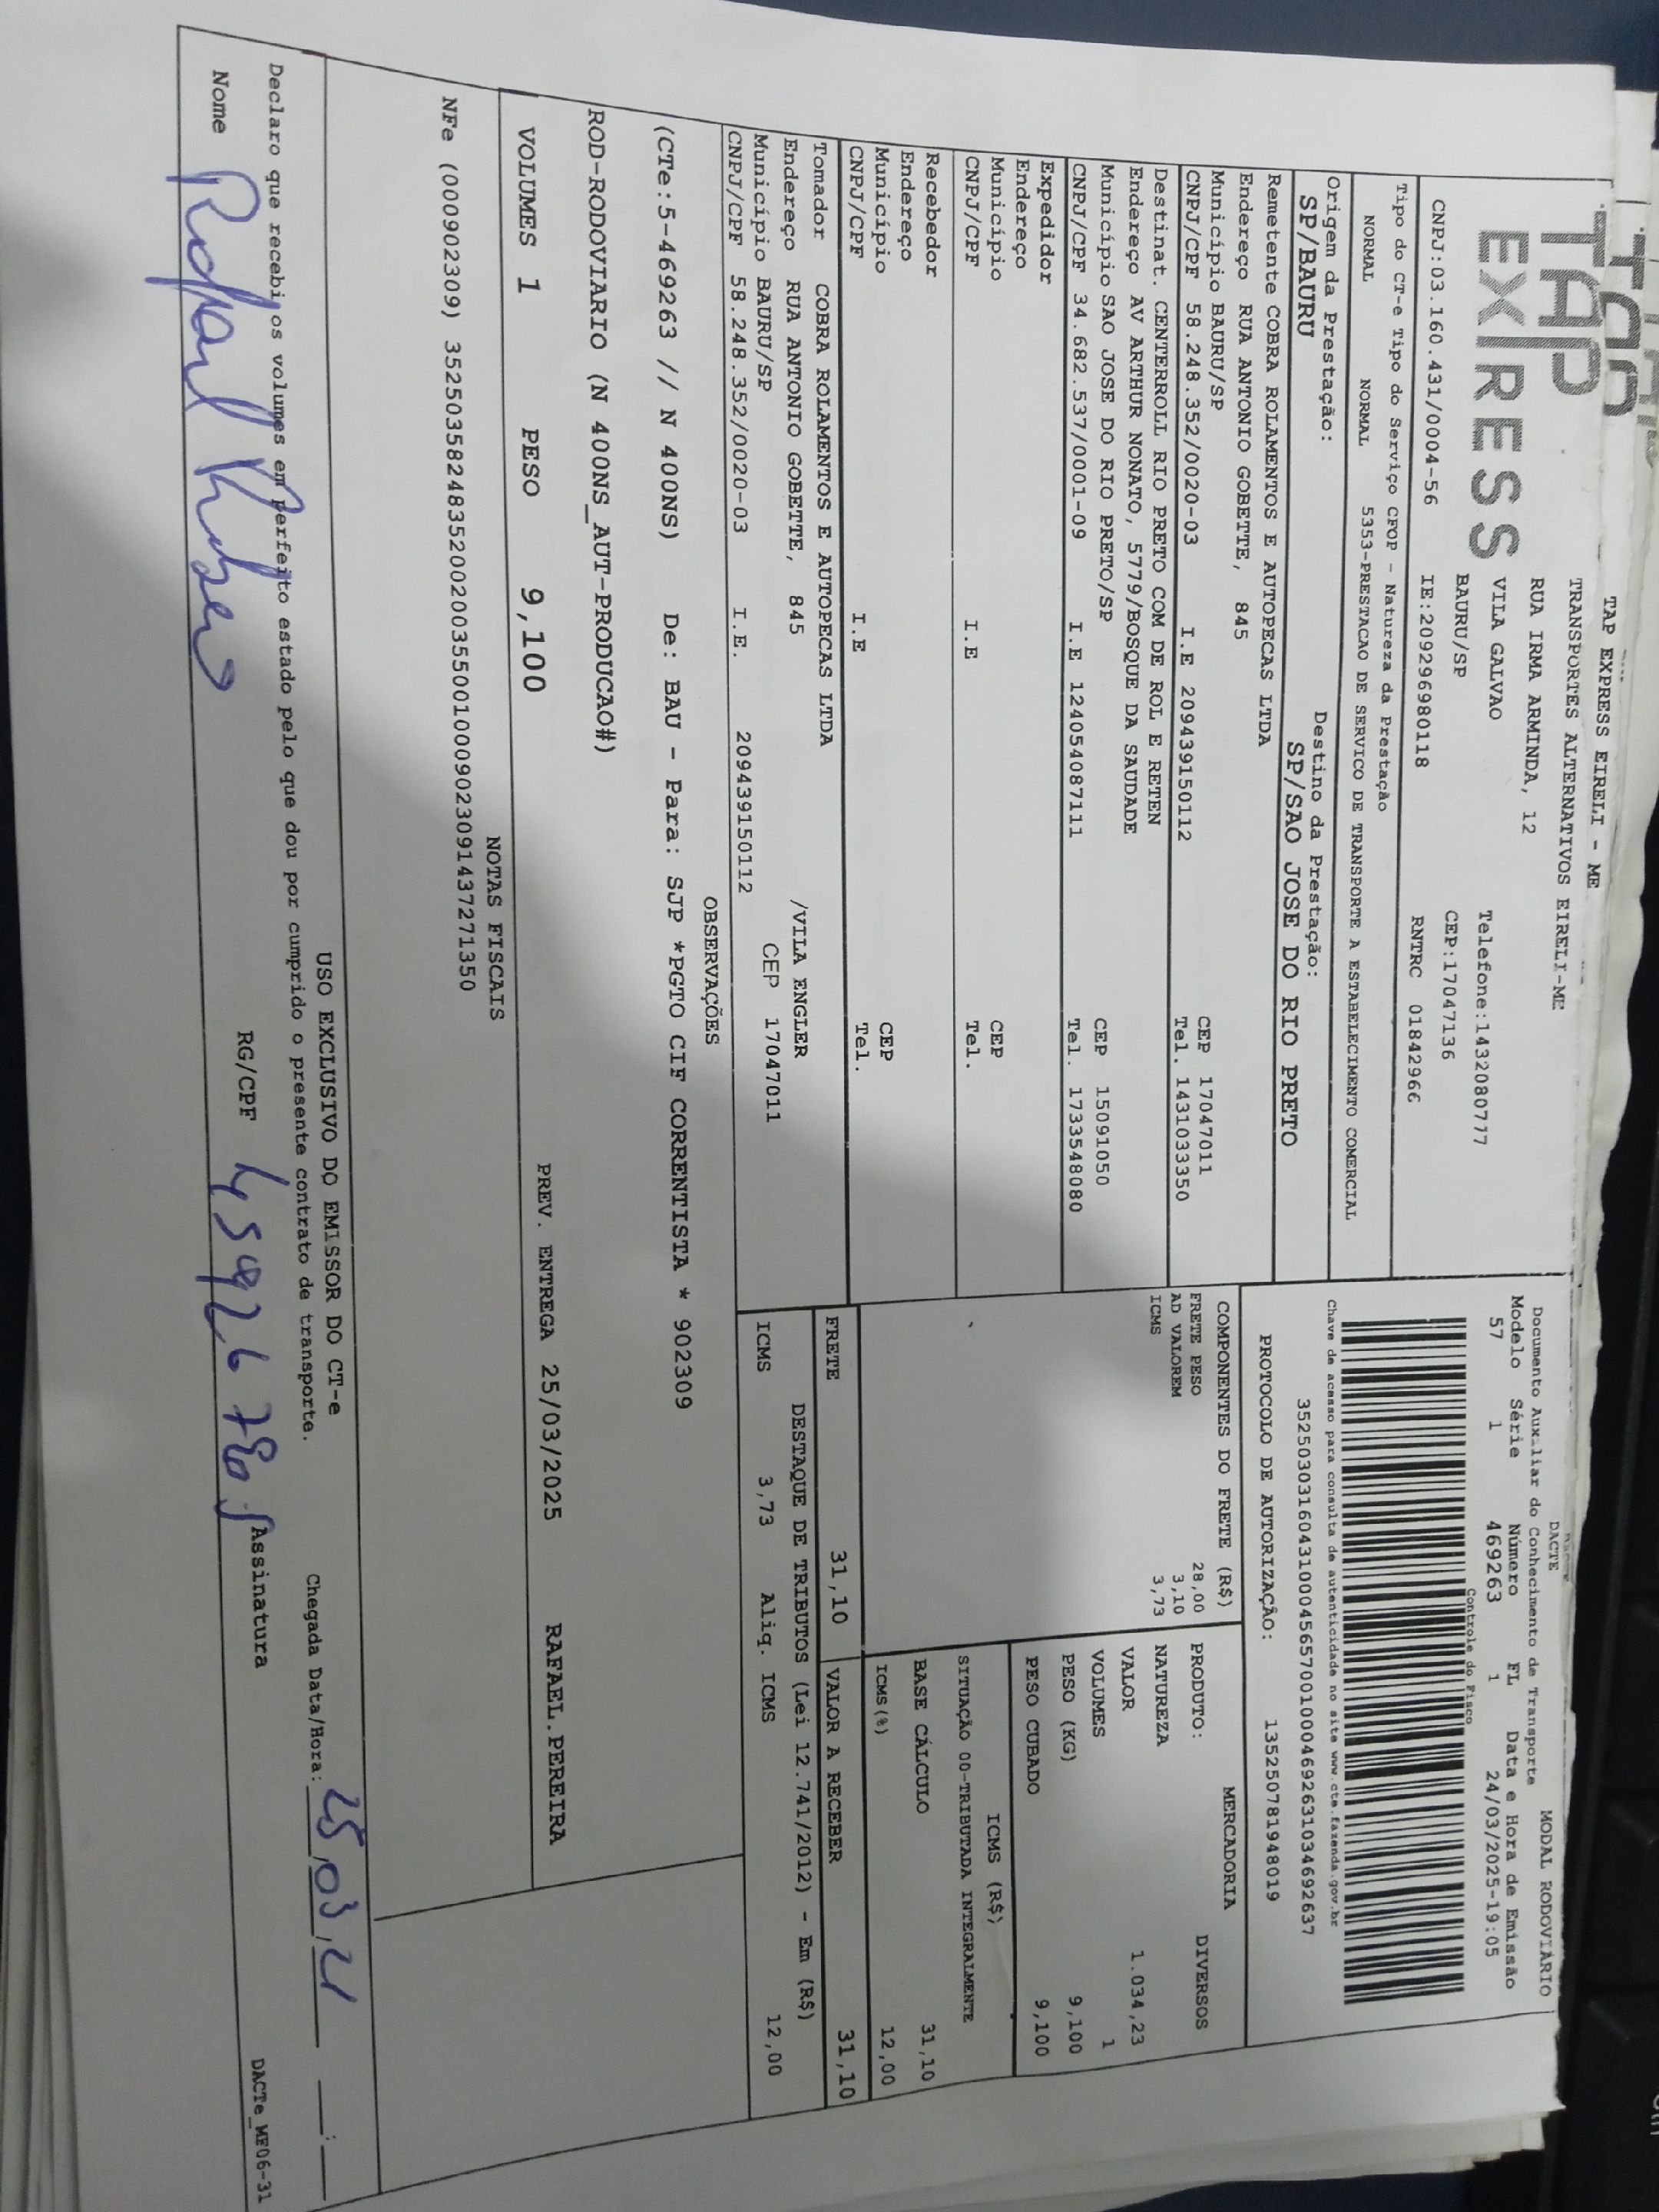 TAP
EXPRESS
TAP EXPRESS EIRELI - ME
TRANSPORTES ALTERNATIVOS EIRELI-ME
RUA IRMA ARMINDA, 12
VILA GALVAO
Telefone:1432080777
BAURU/SP
CEP:17047136
CNPJ:03.160.431/0004-56
IE:209296980118
RNTRC 01842966
DACTE
MODAL RODOVIÁRIO
Documento Auxiliar do Conhecimento de Transporte
Modelo Série Número FL Data e Hora de Emissão
57 1 469263 1 24/03/2025-19:05
Controle do Fisco
Chave de acesso para consulta de autenticidade no site www.cte.fazenda.gov.br
35250303160431000456570010004692631034692637
PROTOCOLO DE AUTORIZAÇÃO: 135250781948019
Tipo do CT-e Tipo do Serviço CFOP - Natureza da Prestação
NORMAL NORMAL 5353-PRESTACAO DE SERVICO DE TRANSPORTE A ESTABELECIMENTO COMERCIAL
Origem da Prestação: Destino da Prestação:
SP/BAURU SP/SAO JOSE DO RIO PRETO
Remetente COBRA ROLAMENTOS E AUTOPECAS LTDA
Endereço RUA ANTONIO GOBETTE, 845
Município BAURU/SP CEP 17047011
CNPJ/CPF 58.248.352/0020-03 I.E 209439150112 Tel. 1431033350
Destinat. CENTERROLL RIO PRETO COM DE ROL E RETEN
Endereço AV ARTHUR NONATO, 5779/BOSQUE DA SAUDADE
Município SAO JOSE DO RIO PRETO/SP CEP 15091050
CNPJ/CPF 34.682.537/0001-09 I.E 124054087111 Tel. 1733548080
Expedidor
Endereço
Município CEP
CNPJ/CPF I.E Tel.
Recebedor
Endereço
Município CEP
CNPJ/CPF I.E Tel.
Tomador COBRA ROLAMENTOS E AUTOPECAS LTDA
Endereço RUA ANTONIO GOBETTE, 845 /VILA ENGLER
Município BAURU/SP CEP 17047011
CNPJ/CPF 58.248.352/0020-03 I.E. 209439150112
COMPONENTES DO FRETE (R$)
FRETE PESO 28,00
AD VALOREM 3,10
ICMS 3,73
MERCADORIA
PRODUTO: DIVERSOS
NATUREZA
VALOR 1.034,23
VOLUMES 1
PESO (KG) 9,100
PESO CUBADO 9,100
ICMS (R$)
SITUAÇÃO 00-TRIBUTADA INTEGRALMENTE
BASE CÁLCULO 31,10
ICMS(%) 12,00
FRETE 31,10 VALOR A RECEBER 31,10
DESTAQUE DE TRIBUTOS (Lei 12.741/2012) - Em (R$)
ICMS 3,73 Aliq. ICMS 12,00
OBSERVAÇÕES
(CTe:5-469263 // N 400NS) De: BAU - Para: SJP *PGTO CIF CORRENTISTA * 902309
ROD-RODOVIARIO (N 400NS_AUT-PRODUCAO#)
VOLUMES 1 PESO 9,100 PREV. ENTREGA 25/03/2025 RAFAEL.PEREIRA
NOTAS FISCAIS
NFe (000902309) 35250358248352002003550010009023091437271350
USO EXCLUSIVO DO EMISSOR DO CT-e
Declaro que recebi os volumes em perfeito estado pelo que dou por cumprido o presente contrato de transporte.
Chegada Data/Hora: 25,03
Nome RG/CPF Assinatura
DACTe_MF06-31